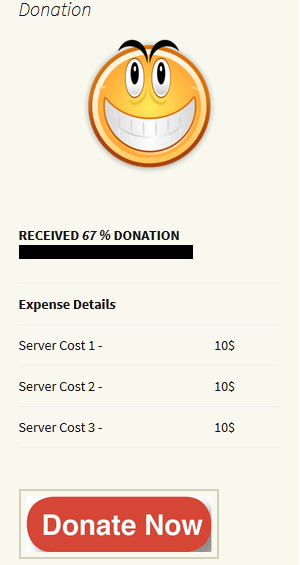 Donation
RECEIVED 67 % DONATION
Expense Details
Server Cost 1 - 10$
Server Cost 2 - 10$
Server Cost 3 - 10$
Donate Now